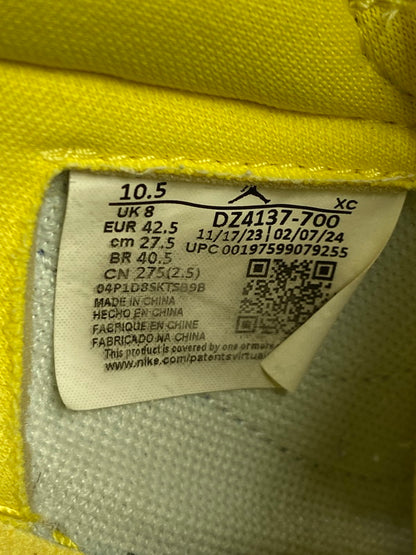 10.5 XC
UK 8 DZ4137-700
EUR 42.5 11/17/23 02/07/24
cm 27.5 UPC 00197599079255
BR 40.5
CN 275(2.5)
04P1D8SKTS89B
MADE IN CHINA
HECHO EN CHINA
FABRIQUE EN CHINE
FABRICADO NA CHINA
This product is covered by one or more
www.nike.com/patentsvirtual